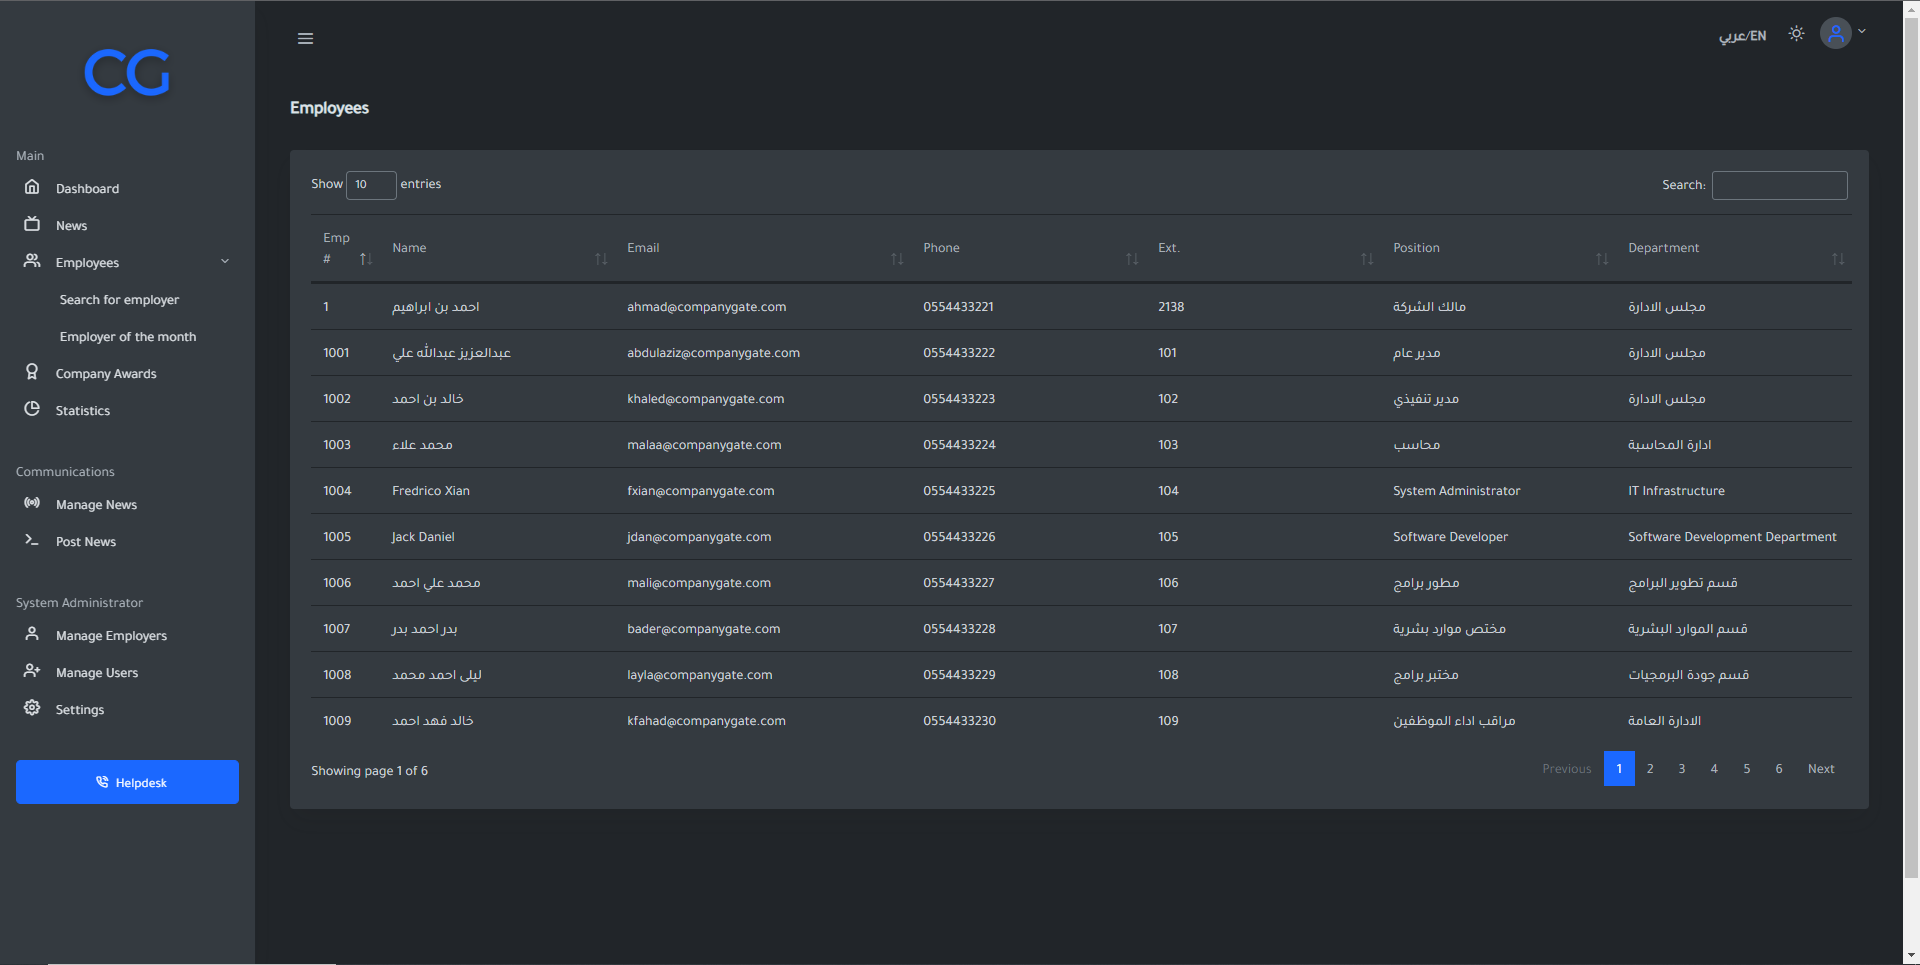 CG
EN/عربي
Main
Dashboard
News
Employees
Search for employer
Employer of the month
Company Awards
Statistics
Communications
Manage News
Post News
System Administrator
Manage Employers
Manage Users
Settings
Helpdesk
Employees
Show 10 entries
Search:
Emp # Name Email Phone Ext. Position Department
1 احمد بن ابراهيم ahmad@companygate.com 0554433221 2138 مالك الشركة مجلس الادارة
1001 عبدالعزيز عبدالله علي abdulaziz@companygate.com 0554433222 101 مدير عام مجلس الادارة
1002 خالد بن احمد khaled@companygate.com 0554433223 102 مدير تنفيذي مجلس الادارة
1003 محمد علاء malaa@companygate.com 0554433224 103 محاسب ادارة المحاسبة
1004 Fredrico Xian fxian@companygate.com 0554433225 104 System Administrator IT Infrastructure
1005 Jack Daniel jdan@companygate.com 0554433226 105 Software Developer Software Development Department
1006 محمد علي احمد mali@companygate.com 0554433227 106 مطور برامج قسم تطوير البرامج
1007 بدر احمد بدر bader@companygate.com 0554433228 107 مختص موارد بشرية قسم الموارد البشرية
1008 ليلى احمد محمد layla@companygate.com 0554433229 108 مختبر برامج قسم جودة البرمجيات
1009 خالد فهد احمد kfahad@companygate.com 0554433230 109 مراقب اداء الموظفين الادارة العامة
Showing page 1 of 6
Previous 1 2 3 4 5 6 Next